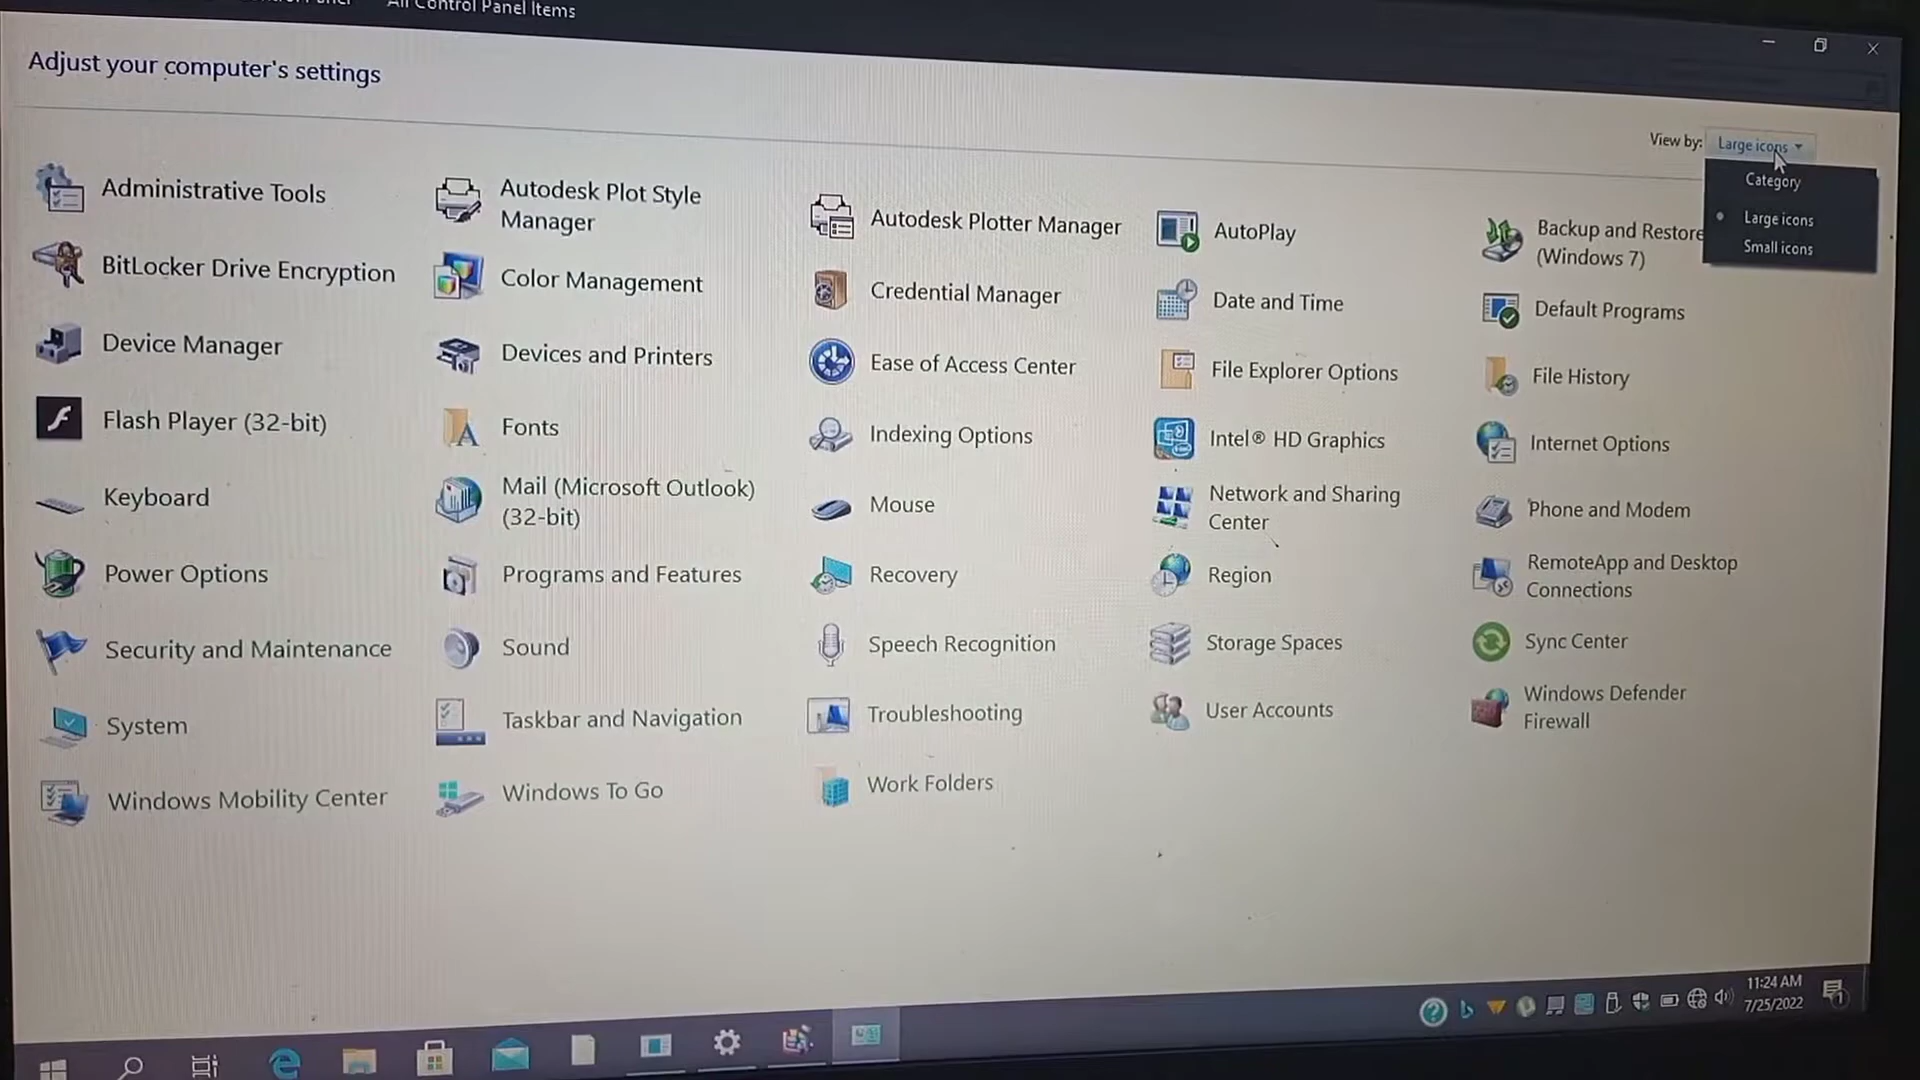 All Control Panel Items
Adjust your computer's settings
View by: Large icons
Category
Large icons
Small icons
Administrative Tools
Autodesk Plot Style
Manager
Autodesk Plotter Manager
AutoPlay
Backup and Restore
(Windows 7)
BitLocker Drive Encryption
Color Management
Credential Manager
Date and Time
Default Programs
Device Manager
Devices and Printers
Ease of Access Center
File Explorer Options
File History
Flash Player (32-bit)
Fonts
Indexing Options
Intel® HD Graphics
Internet Options
Keyboard
Mail (Microsoft Outlook)
(32-bit)
Mouse
Network and Sharing
Center
Phone and Modem
Power Options
Programs and Features
Recovery
Region
RemoteApp and Desktop
Connections
Security and Maintenance
Sound
Speech Recognition
Storage Spaces
Sync Center
System
Taskbar and Navigation
Troubleshooting
User Accounts
Windows Defender
Firewall
Windows Mobility Center
Windows To Go
Work Folders
11:24 AM
7/25/2022